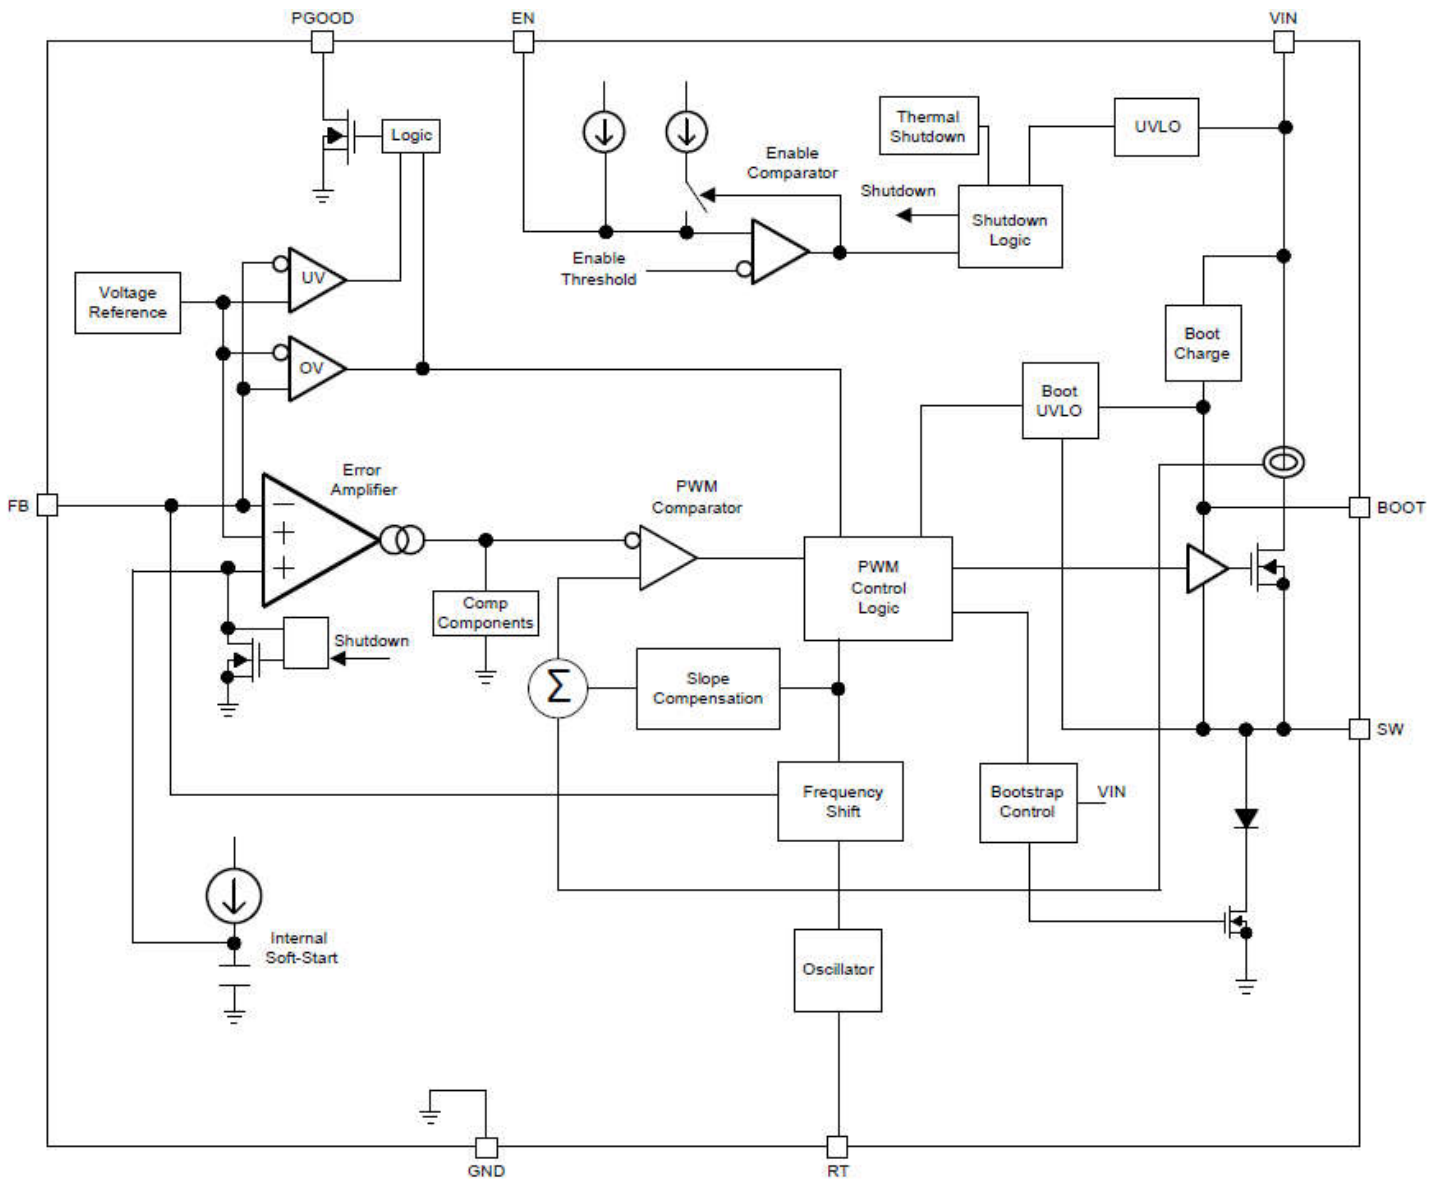 PGOOD
EN
VIN
Logic
Thermal
Shutdown
UVLO
Enable
Comparator
Shutdown
Shutdown
Logic
Enable
Threshold
UV
Voltage
Reference
OV
Boot
Charge
Boot
UVLO
Error
Amplifier
PWM
Comparator
FB
−
+
+
BOOT
PWM
Control
Logic
Comp
Components
Shutdown
Σ
Slope
Compensation
SW
Frequency
Shift
Bootstrap
Control
VIN
Internal
Soft-Start
Oscillator
GND
RT